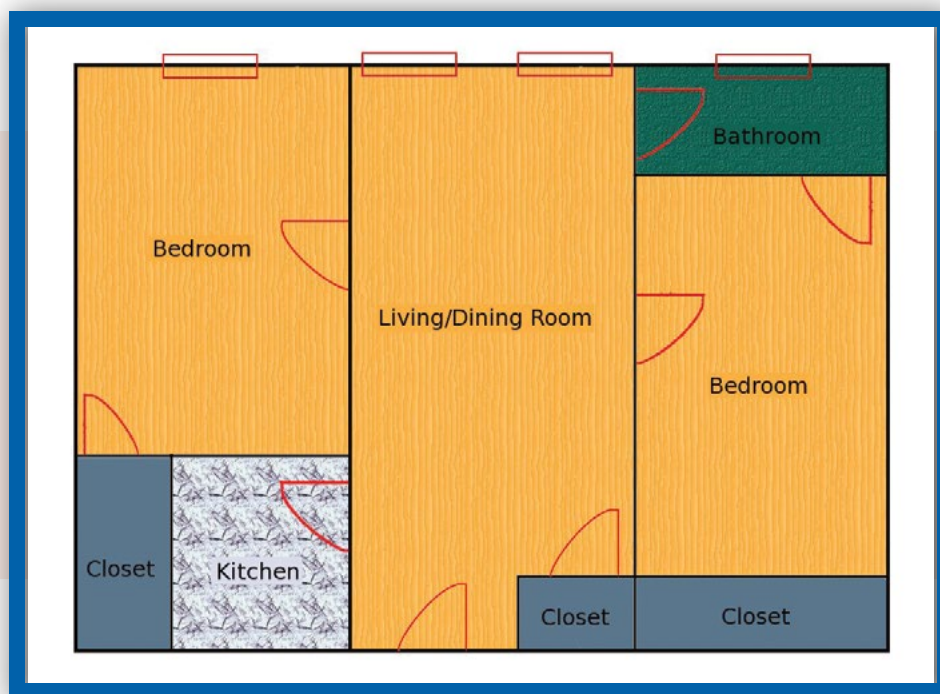 Bathroom
Bedroom
Living/Dining Room
Bedroom
Closet
Kitchen
Closet
Closet